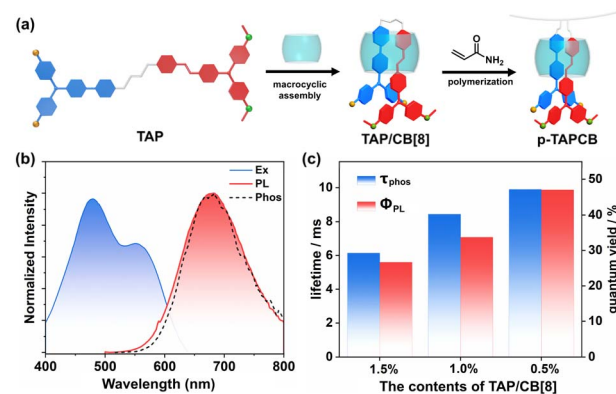 (a)
TAP
macrocyclic
assembly
TAP/CB[8]
O
NH₂
polymerization
p-TAPCB
(b)
Ex
PL
Phos
Normalized Intensity
400
500
600
700
800
Wavelength (nm)
(c)
τphos
ΦPL
lifetime / ms
10
8
6
4
2
0
50
40
30
20
10
0
quantum yield / %
1.5%
1.0%
0.5%
The contents of TAP/CB[8]